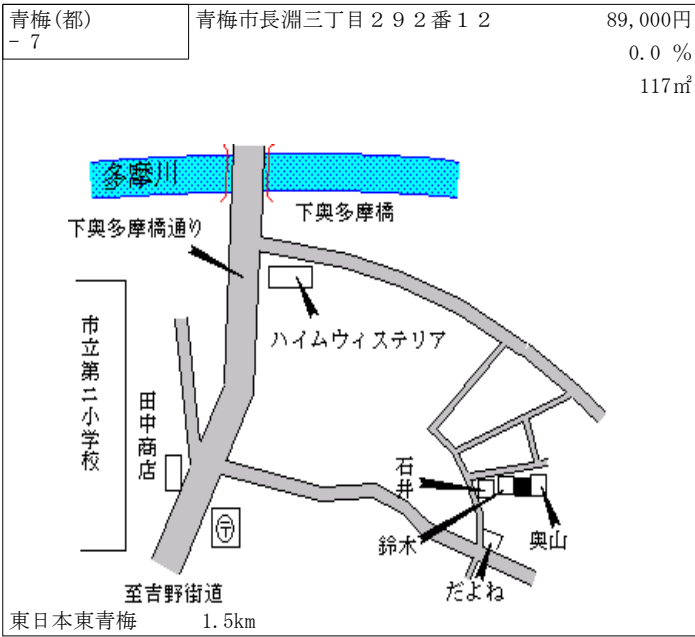 青梅(都)
- 7
青梅市長淵三丁目２９２番１２
89,000円
0.0 %
117㎡
多摩川
下奥多摩橋
下奥多摩橋通り
ハイムウィステリア
市立第二小学校
田中商店
石井
鈴木
奥山
〒
だよね
至吉野街道
東日本東青梅
1.5km